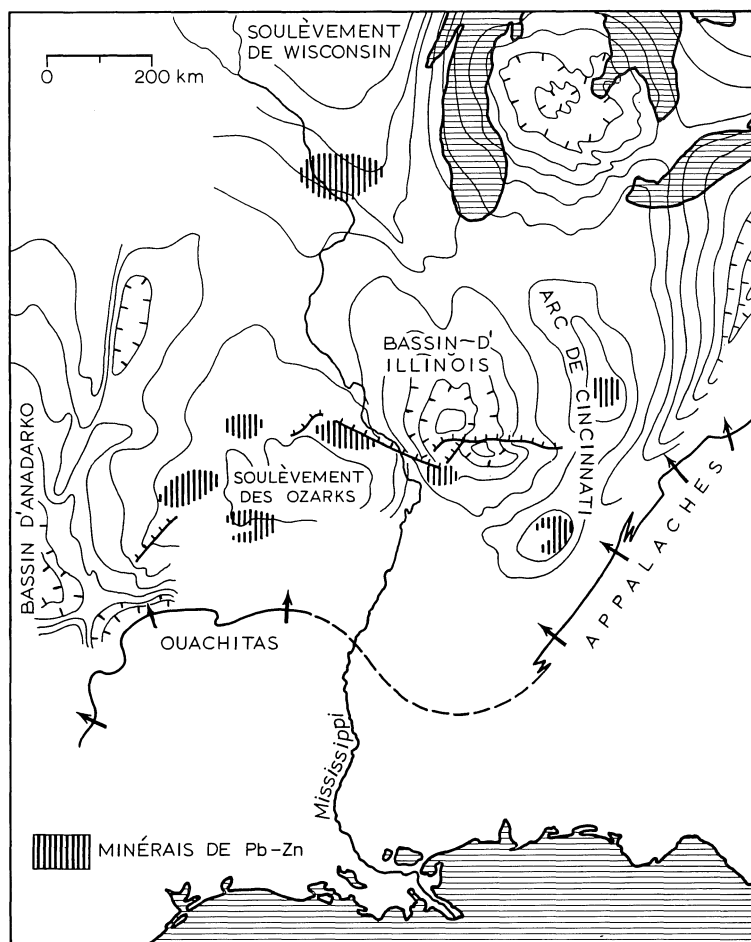 SOULÈVEMENT
DE WISCONSIN
0 200 km
BASSIN D'
ILLINOIS
ARC DE CINCINNATI
BASSIN D'ANADARKO
SOULÈVEMENT
DES OZARKS
APPALACHES
OUACHITAS
Mississippi
MINÉRAIS DE Pb-Zn